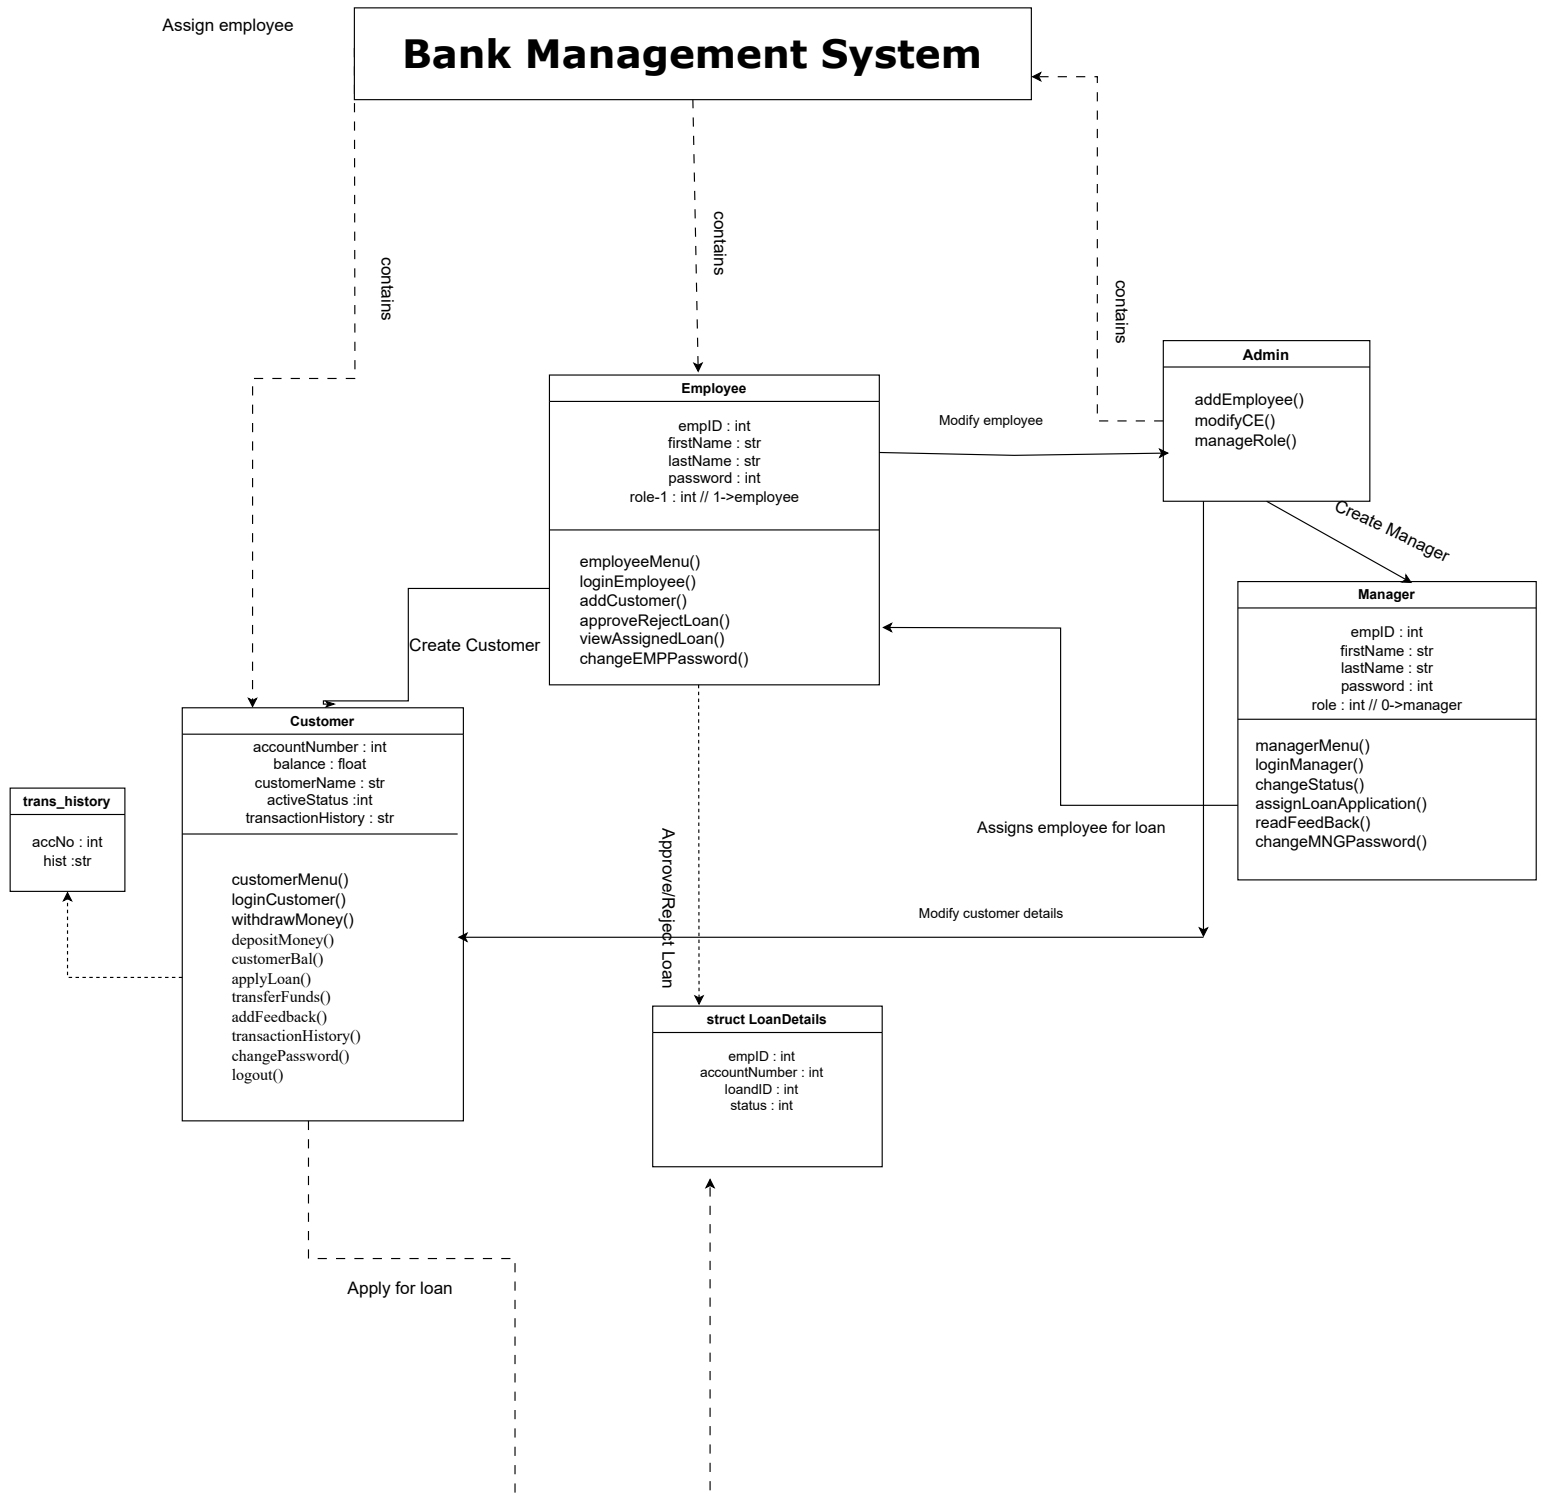 Assign employee
Bank Management System
contains
contains
contains
Admin
addEmployee()
modifyCE()
manageRole()
Employee
empID : int
firstName : str
lastName : str
password : int
role-1 : int // 1->employee
employeeMenu()
loginEmployee()
addCustomer()
approveRejectLoan()
viewAssignedLoan()
changeEMPPassword()
Modify employee
Create Manager
Manager
empID : int
firstName : str
lastName : str
password : int
role : int // 0->manager
managerMenu()
loginManager()
changeStatus()
assignLoanApplication()
readFeedBack()
changeMNGPassword()
Create Customer
Customer
accountNumber : int
balance : float
customerName : str
activeStatus :int
transactionHistory : str
customerMenu()
loginCustomer()
withdrawMoney()
depositMoney()
customerBal()
applyLoan()
transferFunds()
addFeedback()
transactionHistory()
changePassword()
logout()
trans_history
accNo : int
hist :str
Assigns employee for loan
Approve/Reject Loan
Modify customer details
struct LoanDetails
empID : int
accountNumber : int
loandID : int
status : int
Apply for loan